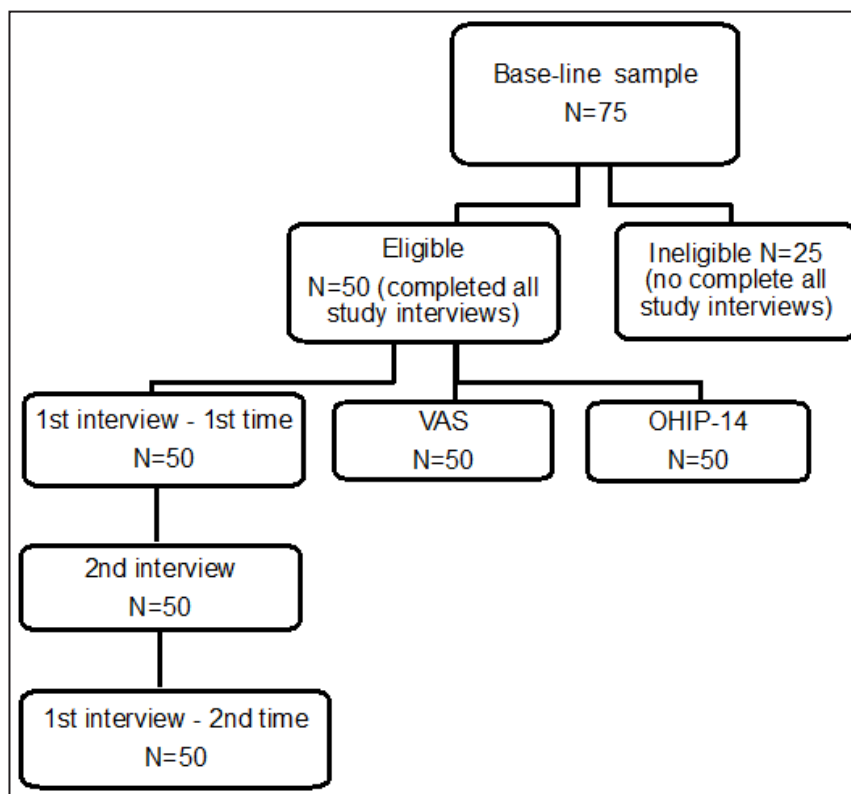 Base-line sample
N=75
Eligible
N=50 (completed all
study interviews)
Ineligible N=25
(no complete all
study interviews)
1st interview - 1st time
N=50
VAS
N=50
OHIP-14
N=50
2nd interview
N=50
1st interview - 2nd time
N=50